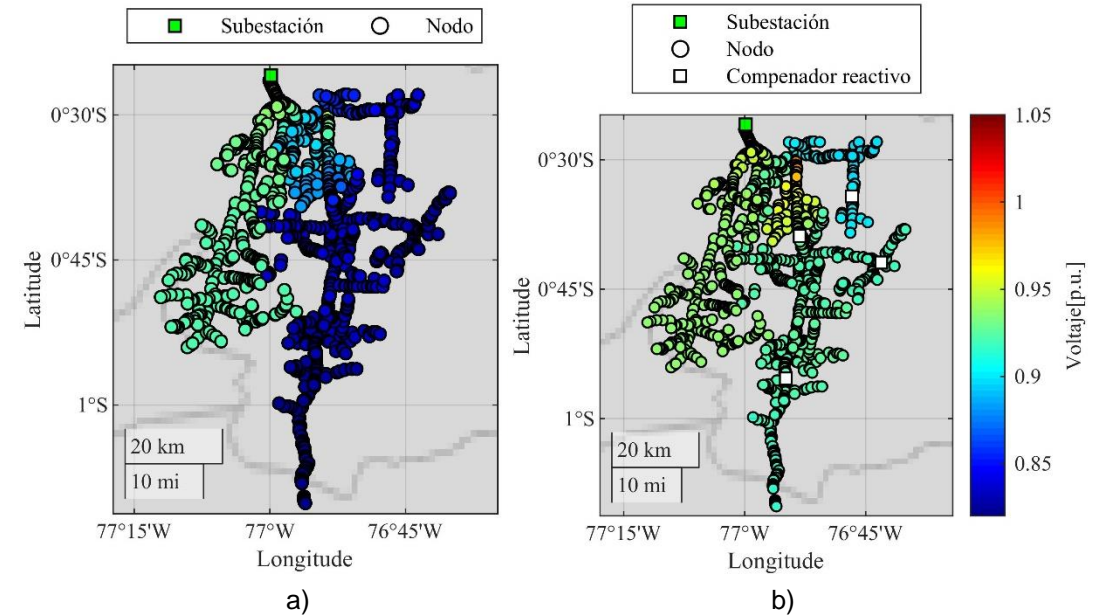 Subestación Nodo
0°30'S
0°45'S
1°S
Latitude
20 km
10 mi
77°15'W 77°W 76°45'W
Longitude
a)
Subestación
Nodo
Compenador reactivo
0°30'S
0°45'S
1°S
Latitude
20 km
10 mi
77°15'W 77°W 76°45'W
Longitude
b)
1.05
1
0.95
0.9
0.85
Voltaje[p.u.]